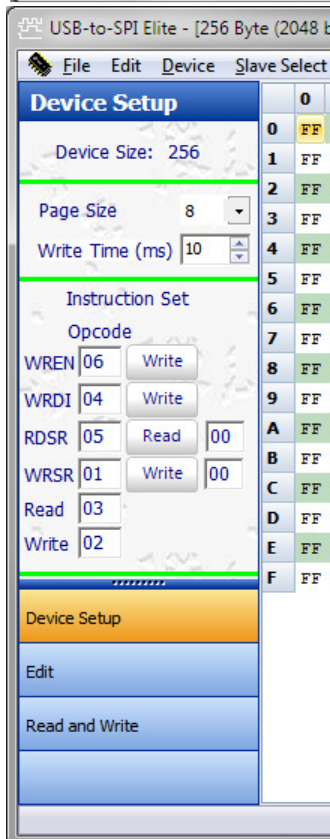 USB-to-SPI Elite - [256 Byte (2048 b
File Edit Device Slave Select
Device Setup
Device Size: 256
Page Size 8
Write Time (ms) 10
Instruction Set
Opcode
WREN 06 Write
WRDI 04 Write
RDSR 05 Read 00
WRSR 01 Write 00
Read 03
Write 02
Device Setup
Edit
Read and Write
0
0 FF
1 FF
2 FF
3 FF
4 FF
5 FF
6 FF
7 FF
8 FF
9 FF
A FF
B FF
C FF
D FF
E FF
F FF